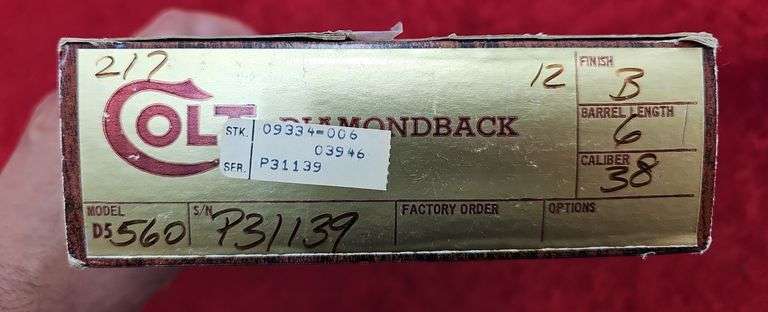 217
12
COLT DIAMONDBACK
STK. 09334-006
03946
SER. P31139
FINISH
B
BARREL LENGTH
6
CALIBER
38
MODEL
D5560
S/N
P31139
FACTORY ORDER
OPTIONS